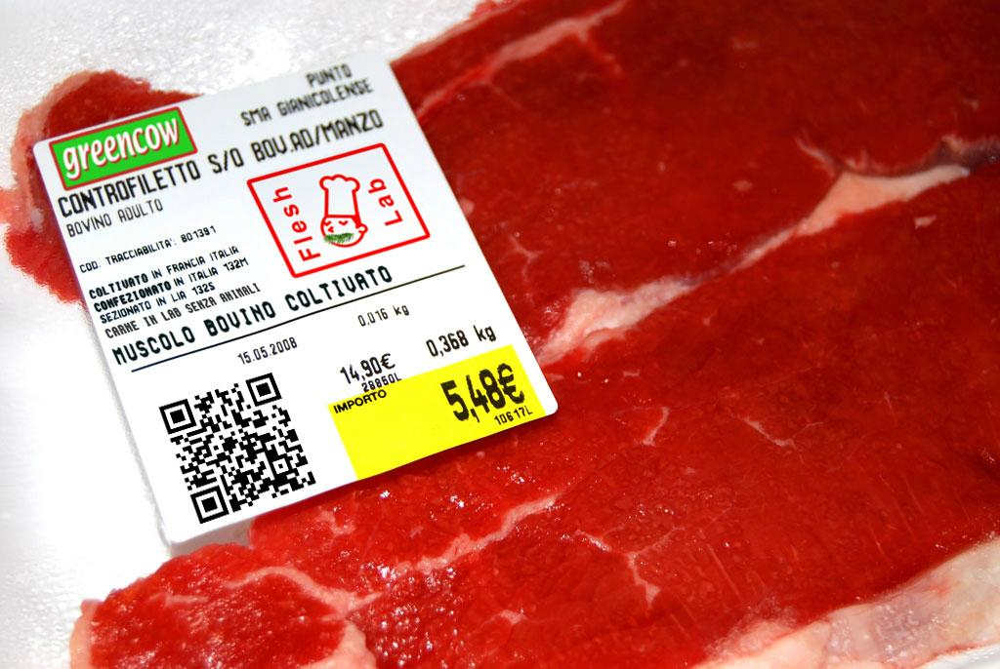 PUNTO
SMA GIANICOLENSE
greencow
CONTROFILETTO S/O BOV.AD/MANZO
BOVINO ADULTO
Flesh Lab
COD. TRACCIABILITA': 801391
COLTIVATO IN FRANCIA ITALIA
CONFEZIONATO IN ITALIA 132M
SEZIONATO IN LIA 132S
CARNE IN LAB SENZA ANIMALI
MUSCOLO BOVINO COLTIVATO
15.05.2008
0,016 kg
14,90€
0,368 kg
28850L
IMPORTO
5,48€
10617L